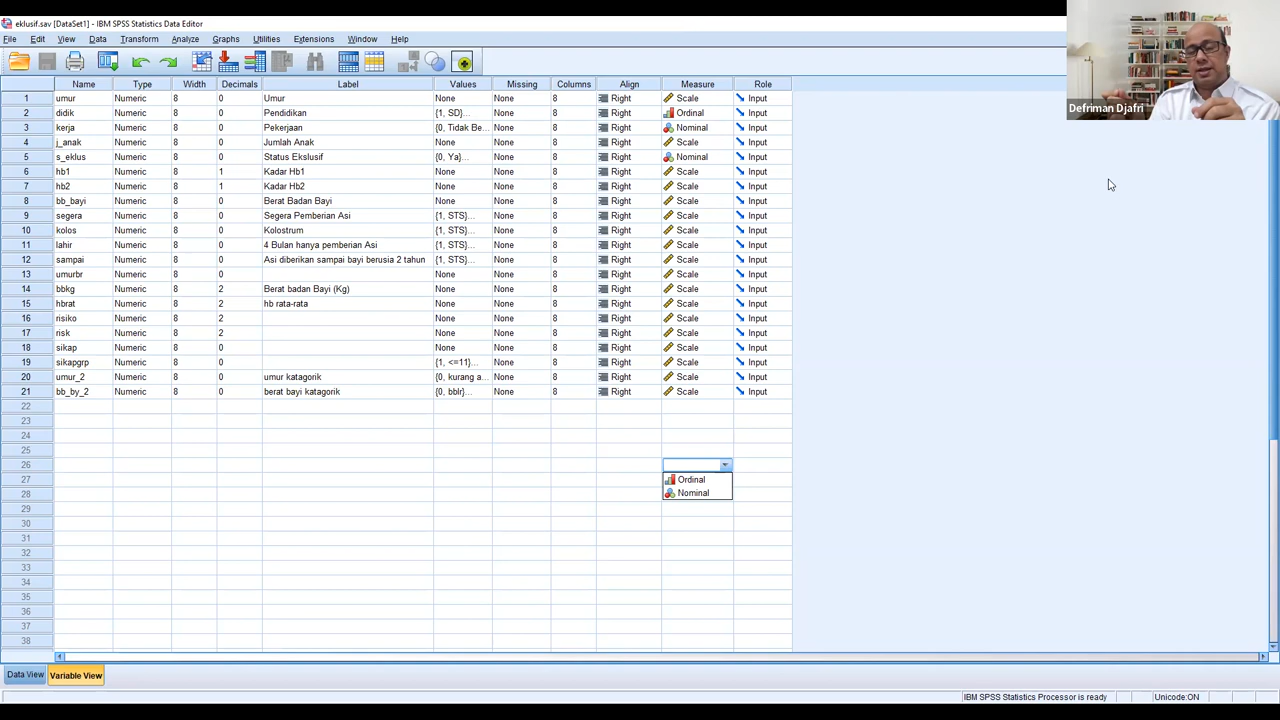 eklusif.sav [DataSet1] - IBM SPSS Statistics Data Editor
File Edit View Data Transform Analyze Graphs Utilities Extensions Window Help
Defriman Djafri
Name Type Width Decimals Label Values Missing Columns Align Measure Role
1 umur Numeric 8 0 Umur None None 8 Right Scale Input
2 didik Numeric 8 0 Pendidikan {1, SD}... None 8 Right Ordinal Input
3 kerja Numeric 8 0 Pekerjaan {0, Tidak Be... None 8 Right Nominal Input
4 j_anak Numeric 8 0 Jumlah Anak None None 8 Right Scale Input
5 s_eklus Numeric 8 0 Status Ekslusif {0, Ya}... None 8 Right Nominal Input
6 hb1 Numeric 8 1 Kadar Hb1 None None 8 Right Scale Input
7 hb2 Numeric 8 1 Kadar Hb2 None None 8 Right Scale Input
8 bb_bayi Numeric 8 0 Berat Badan Bayi None None 8 Right Scale Input
9 segera Numeric 8 0 Segera Pemberian Asi {1, STS}... None 8 Right Scale Input
10 kolos Numeric 8 0 Kolostrum {1, STS}... None 8 Right Scale Input
11 lahir Numeric 8 0 4 Bulan hanya pemberian Asi {1, STS}... None 8 Right Scale Input
12 sampai Numeric 8 0 Asi diberikan sampai bayi berusia 2 tahun {1, STS}... None 8 Right Scale Input
13 umurbr Numeric 8 0 None None 8 Right Scale Input
14 bbkg Numeric 8 2 Berat badan Bayi (Kg) None None 8 Right Scale Input
15 hbrat Numeric 8 2 hb rata-rata None None 8 Right Scale Input
16 risiko Numeric 8 2 None None 8 Right Scale Input
17 risk Numeric 8 2 None None 8 Right Scale Input
18 sikap Numeric 8 0 None None 8 Right Scale Input
19 sikapgrp Numeric 8 0 {1, <=11}... None 8 Right Scale Input
20 umur_2 Numeric 8 0 umur katagorik {0, kurang a... None 8 Right Scale Input
21 bb_by_2 Numeric 8 0 berat bayi katagorik {0, bblr}... None 8 Right Scale Input
22
23
24
25
26
27 Ordinal
28 Nominal
29
30
31
32
33
34
35
36
37
38
Data View Variable View
IBM SPSS Statistics Processor is ready Unicode:ON